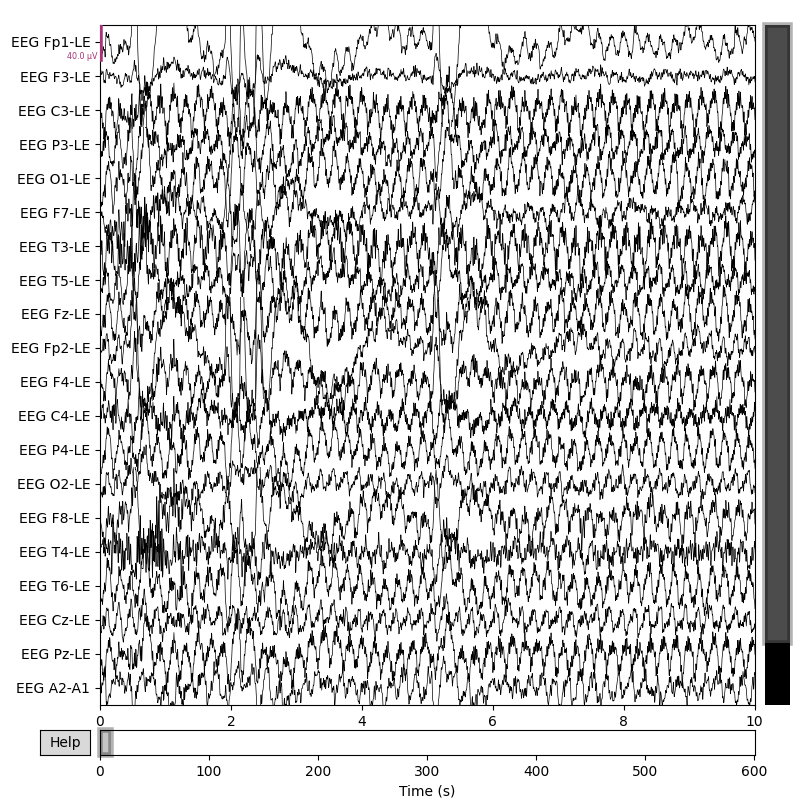 EEG Fp1-LE
40.0 µV
EEG F3-LE
EEG C3-LE
EEG P3-LE
EEG O1-LE
EEG F7-LE
EEG T3-LE
EEG T5-LE
EEG Fz-LE
EEG Fp2-LE
EEG F4-LE
EEG C4-LE
EEG P4-LE
EEG O2-LE
EEG F8-LE
EEG T4-LE
EEG T6-LE
EEG Cz-LE
EEG Pz-LE
EEG A2-A1
0 2 4 6 8 10
Help
0 100 200 300 400 500 600
Time (s)